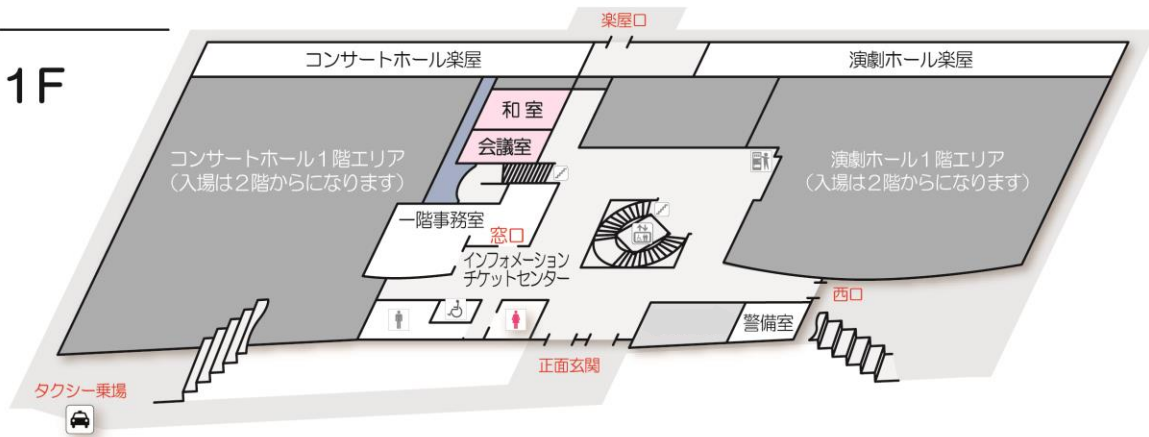 1F
楽屋口
コンサートホール楽屋
演劇ホール楽屋
和室
会議室
コンサートホール1階エリア
(入場は2階からになります)
演劇ホール1階エリア
(入場は2階からになります)
一階事務室
窓口
インフォメーション
チケットセンター
西口
警備室
正面玄関
タクシー乗場